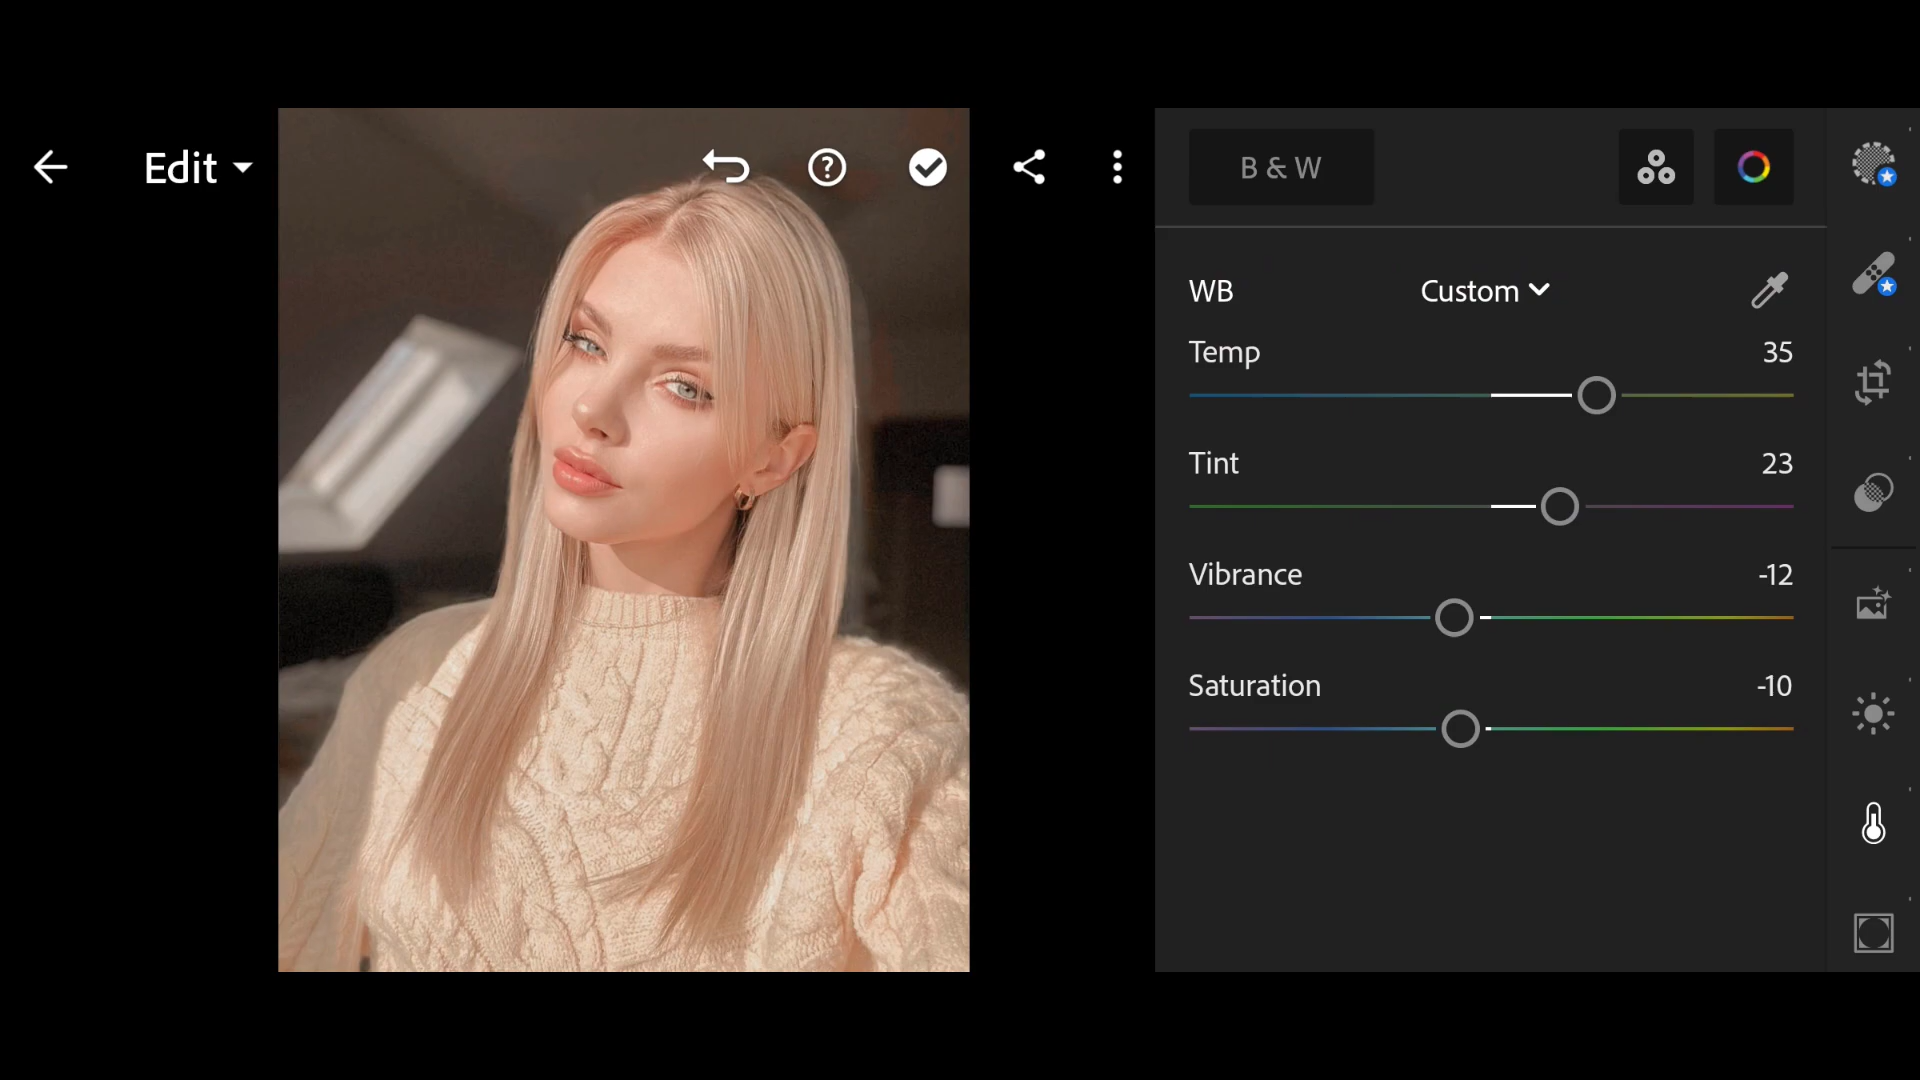 Edit
B & W
WB Custom
Temp 35
Tint 23
Vibrance -12
Saturation -10